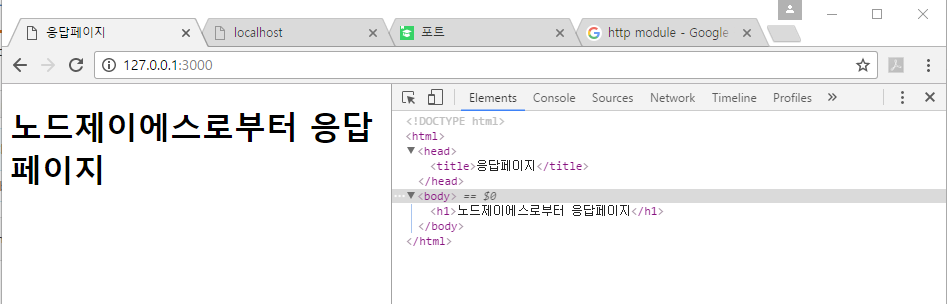 응답페이지
localhost
포트
http module - Google
127.0.0.1:3000
노드제이에스로부터 응답
페이지
Elements Console Sources Network Timeline Profiles »
<!DOCTYPE html>
<html>
<head>
<title>응답페이지</title>
</head>
<body> == $0
<h1>노드제이에스로부터 응답페이지</h1>
</body>
</html>